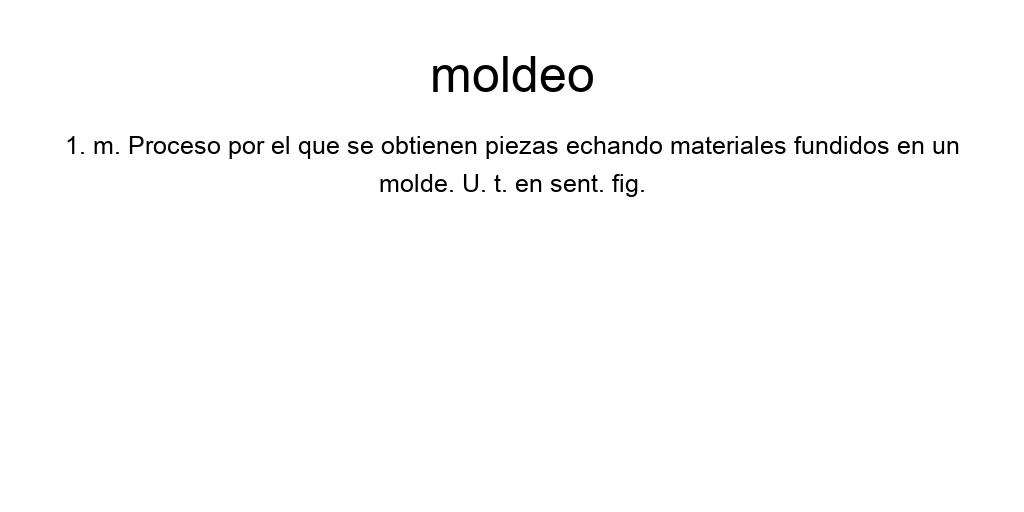 moldeo
1. m. Proceso por el que se obtienen piezas echando materiales fundidos en un
molde. U. t. en sent. fig.